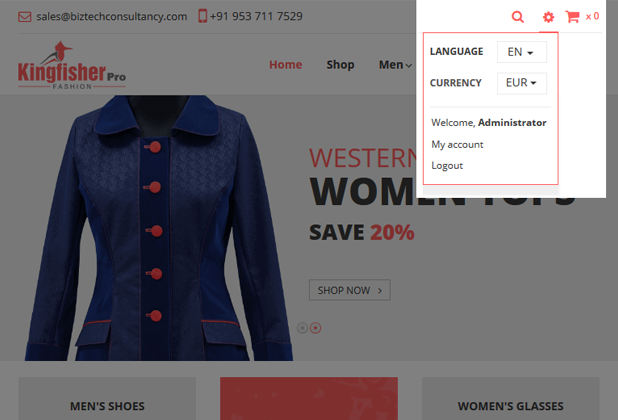 sales@biztechconsultancy.com +91 953 711 7529
x 0
Kingfisher Pro
FASHION
Home Shop Men
LANGUAGE EN
CURRENCY EUR
Welcome, Administrator
My account
Logout
WESTERN
WOMEN TOPS
SAVE 20%
SHOP NOW >
MEN'S SHOES
WOMEN'S GLASSES